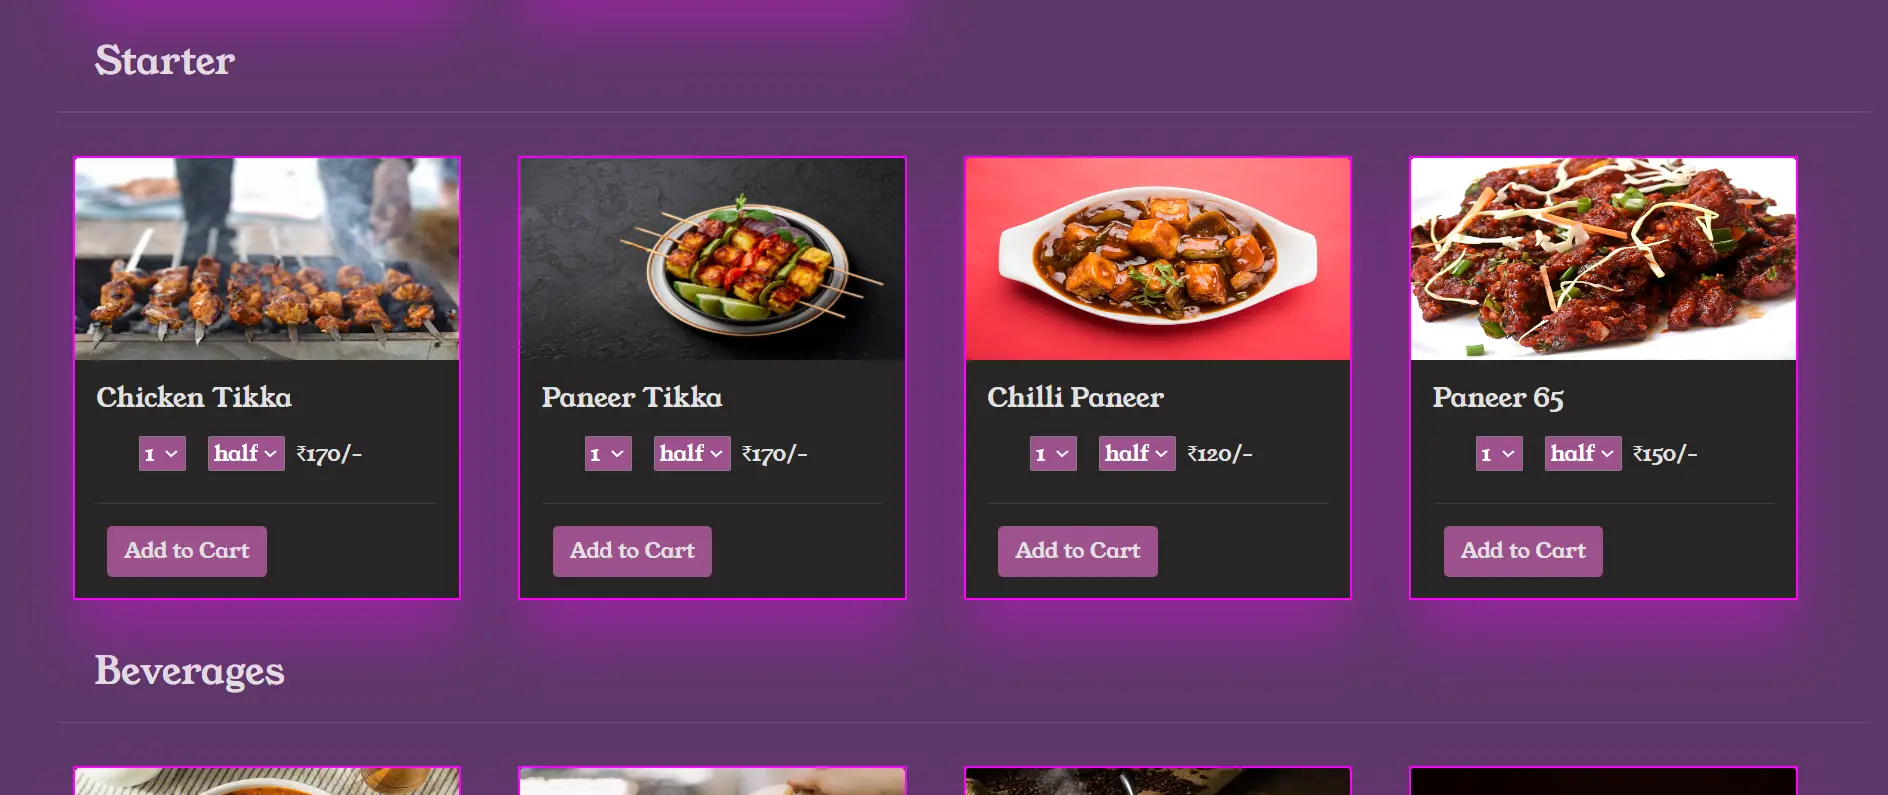 Starter
Chicken Tikka
1 half ₹170/-
Add to Cart
Paneer Tikka
1 half ₹170/-
Add to Cart
Chilli Paneer
1 half ₹120/-
Add to Cart
Paneer 65
1 half ₹150/-
Add to Cart
Beverages